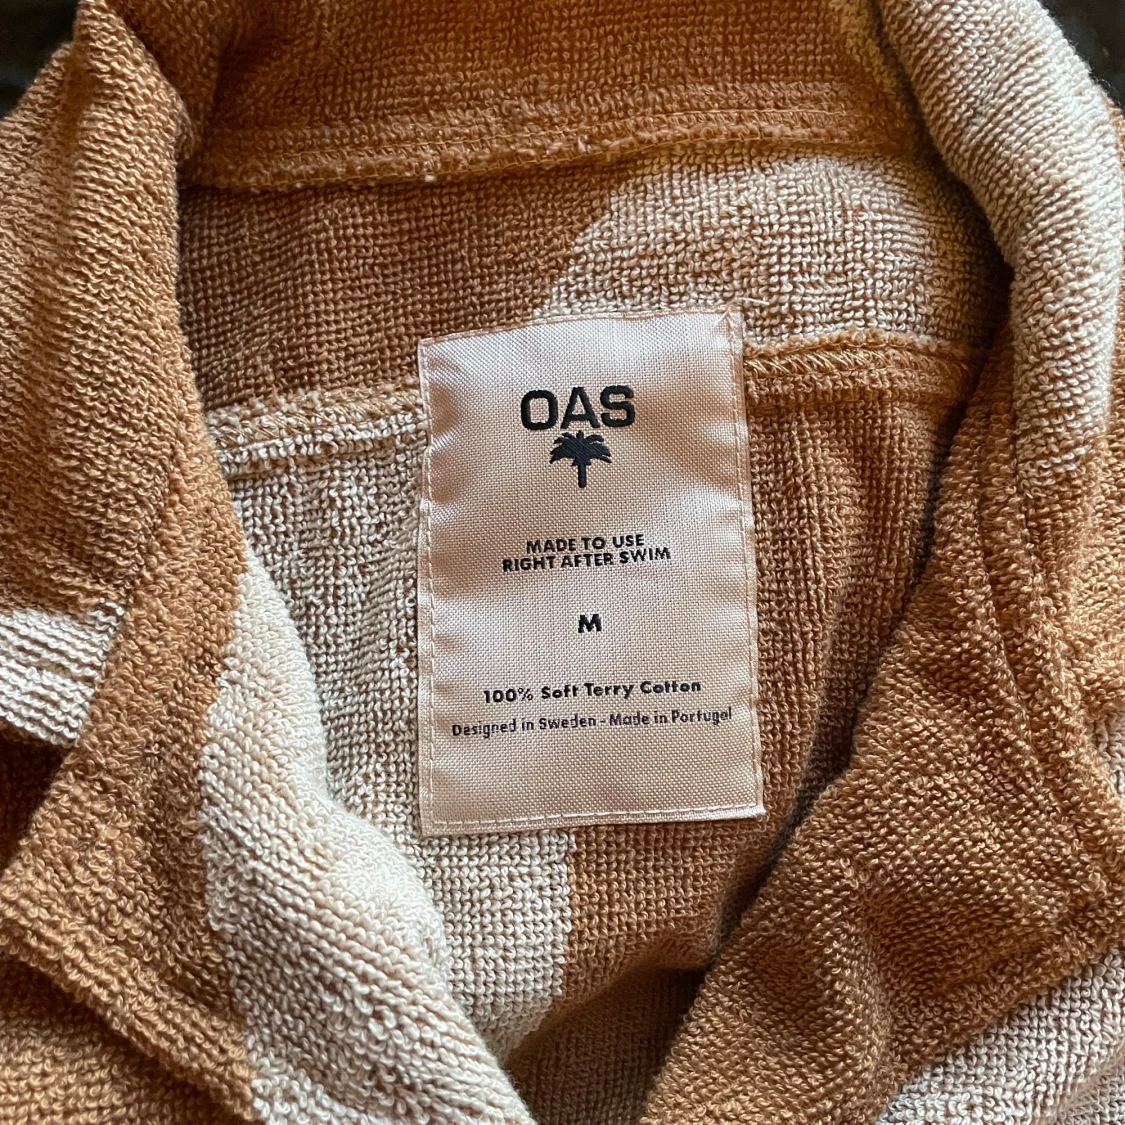 OAS
MADE TO USE
RIGHT AFTER SWIM
M
100% Soft Terry Cotton
Designed in Sweden - Made in Portugal